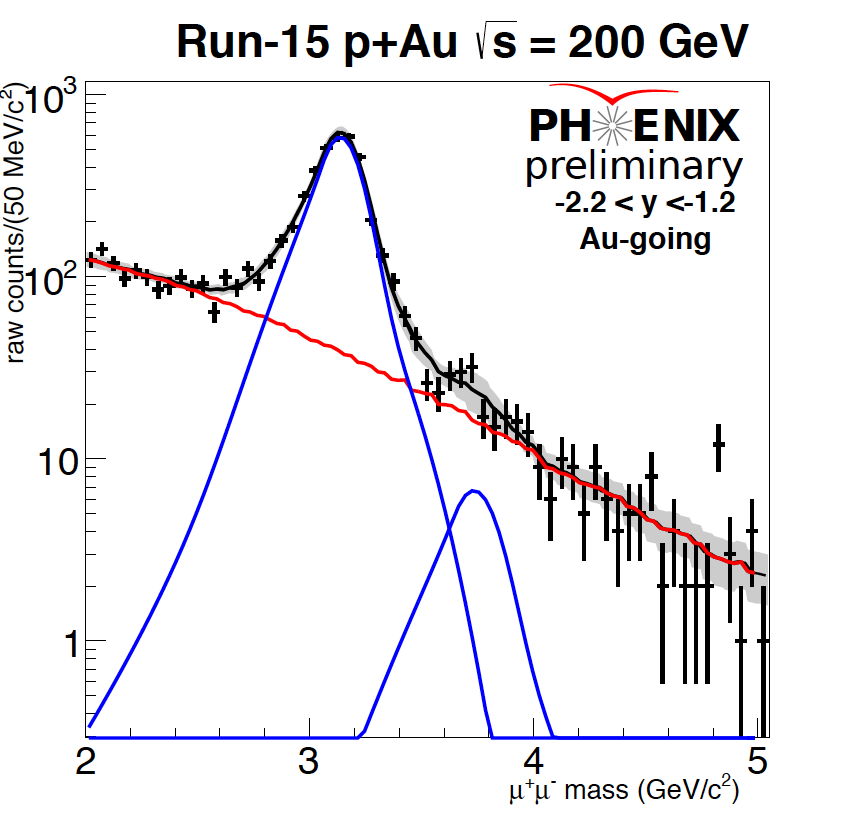 Run-15 p+Au √s = 200 GeV
PHENIX
preliminary
-2.2 < y <-1.2
Au-going
raw counts/(50 MeV/c²)
10³
10²
10
1
2 3 4 5
μ⁺μ⁻ mass (GeV/c²)